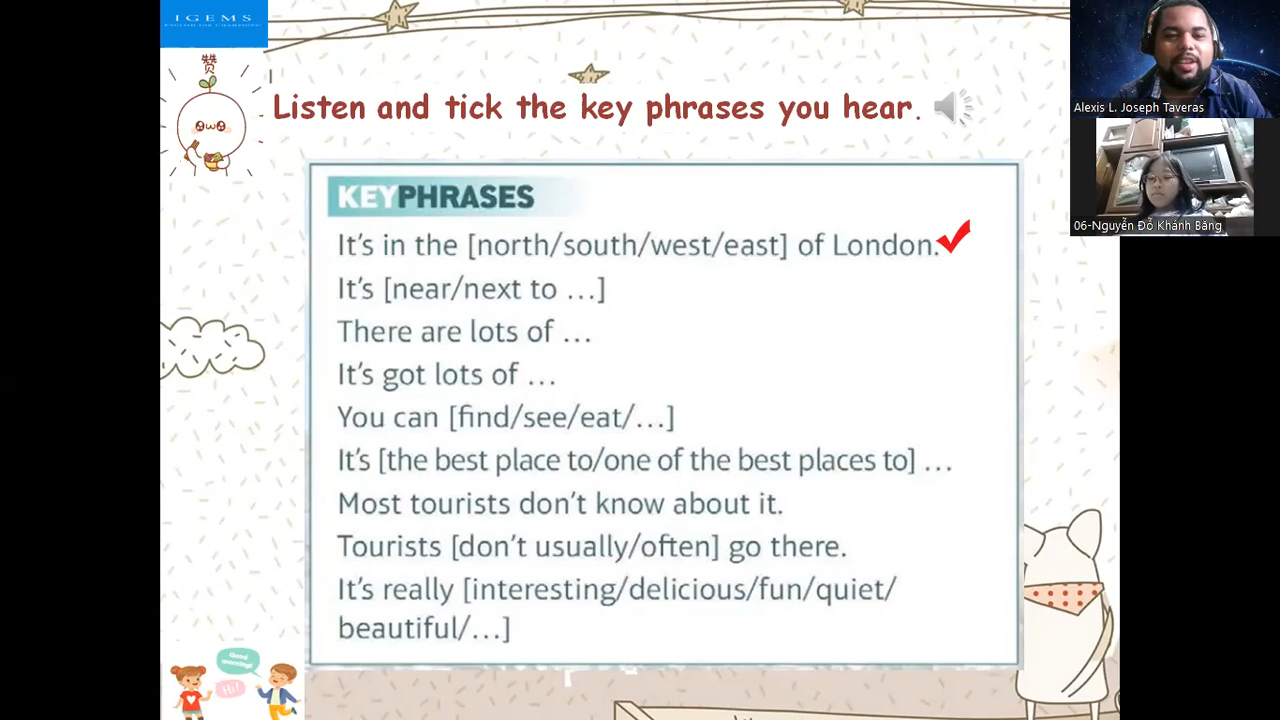 IGEMS
ENGLISH FOR CHAMPIONS!
赞
Listen and tick the key phrases you hear.
KEYPHRASES
It's in the [north/south/west/east] of London.
It's [near/next to …]
There are lots of …
It's got lots of …
You can [find/see/eat/…]
It's [the best place to/one of the best places to] …
Most tourists don't know about it.
Tourists [don't usually/often] go there.
It's really [interesting/delicious/fun/quiet/
beautiful/…]
Good
morning!
Hi!
Alexis L. Joseph Taveras
06-Nguyễn Đỗ Khánh Băng